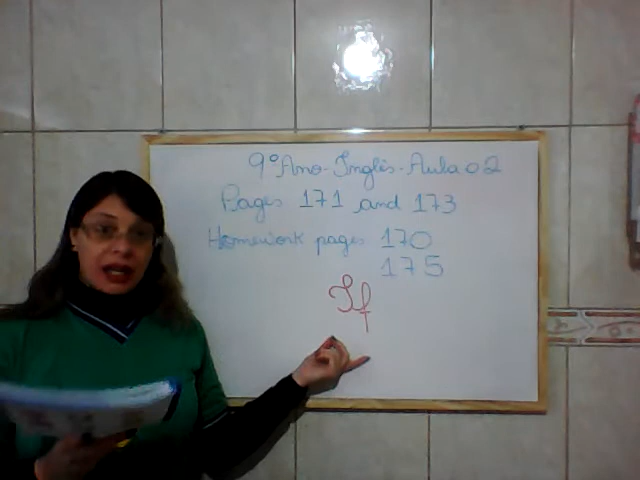 9º Ano - Inglês - Aula 02
Pages 171 and 173
Homework pages 170
175
If